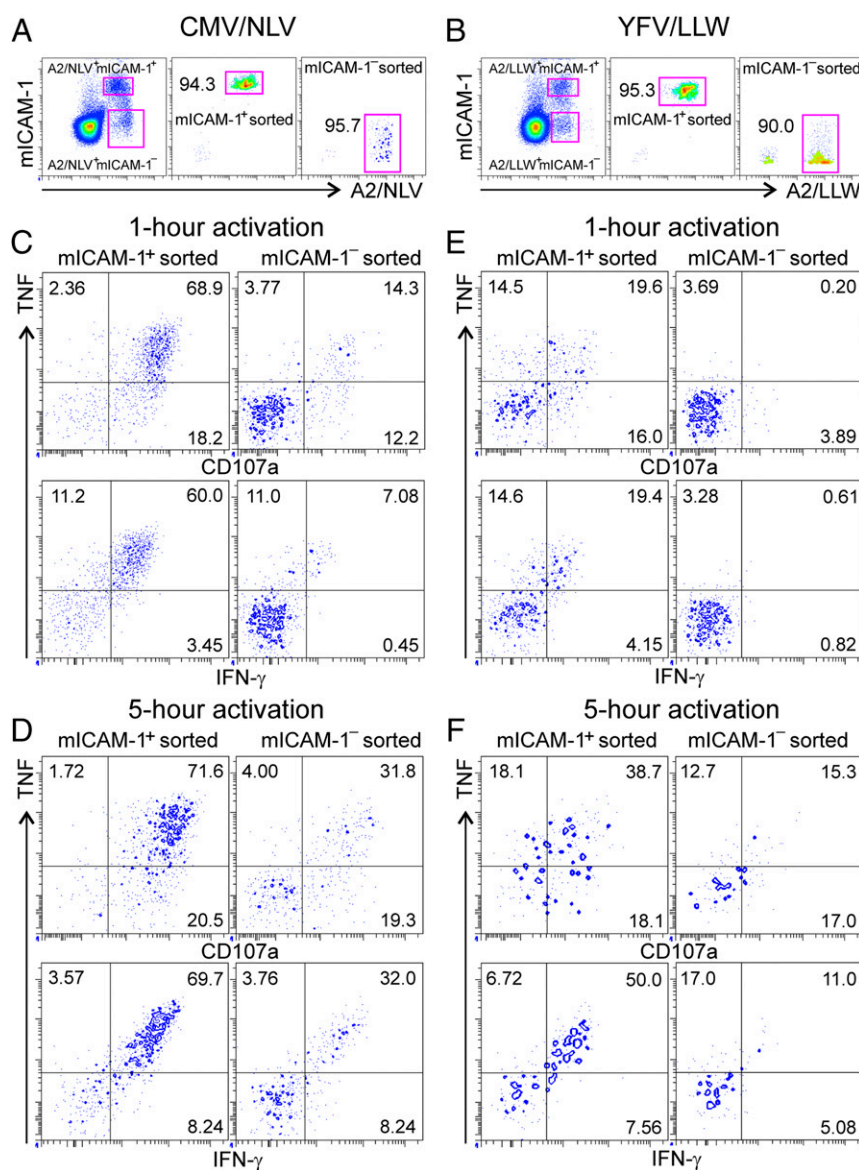 A CMV/NLV
mICAM-1
A2/NLV⁺mICAM-1⁺
A2/NLV⁺mICAM-1⁻
94.3
mICAM-1⁺sorted
mICAM-1⁻sorted
95.7
A2/NLV
B YFV/LLW
mICAM-1
A2/LLW⁺mICAM-1⁺
A2/LLW⁺mICAM-1⁻
95.3
mICAM-1⁺sorted
mICAM-1⁻sorted
90.0
A2/LLW
C 1-hour activation
mICAM-1⁺ sorted mICAM-1⁻ sorted
TNF
2.36 68.9 3.77 14.3
18.2 12.2
CD107a
11.2 60.0 11.0 7.08
3.45 0.45
IFN-γ
E 1-hour activation
mICAM-1⁺ sorted mICAM-1⁻ sorted
TNF
14.5 19.6 3.69 0.20
16.0 3.89
CD107a
14.6 19.4 3.28 0.61
4.15 0.82
IFN-γ
D 5-hour activation
mICAM-1⁺ sorted mICAM-1⁻ sorted
TNF
1.72 71.6 4.00 31.8
20.5 19.3
CD107a
3.57 69.7 3.76 32.0
8.24 8.24
IFN-γ
F 5-hour activation
mICAM-1⁺ sorted mICAM-1⁻ sorted
TNF
18.1 38.7 12.7 15.3
18.1 17.0
CD107a
6.72 50.0 17.0 11.0
7.56 5.08
IFN-γ